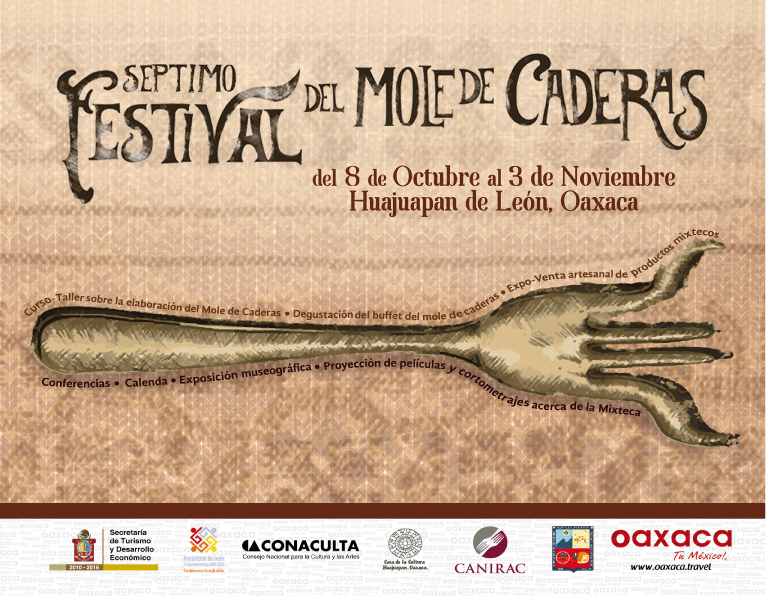 SEPTIMO
FESTIVAL DEL MOLE DE CADERAS
del 8 de Octubre al 3 de Noviembre
Huajuapan de León, Oaxaca
Curso-Taller sobre la elaboración del Mole de Caderas • Degustación del buffet del mole de caderas • Expo-Venta artesanal de productos mixtecos
Conferencias • Calenda • Exposición museográfica • Proyección de películas y cortometrajes acerca de la Mixteca
Secretaría
de Turismo
y Desarrollo
Económico
2010 - 2016
CONACULTA
Consejo Nacional para la Cultura y las Artes
Casa de la Cultura
Huajuapan, Oaxaca.
CANIRAC
oaxaca
Tú México!
www.oaxaca.travel